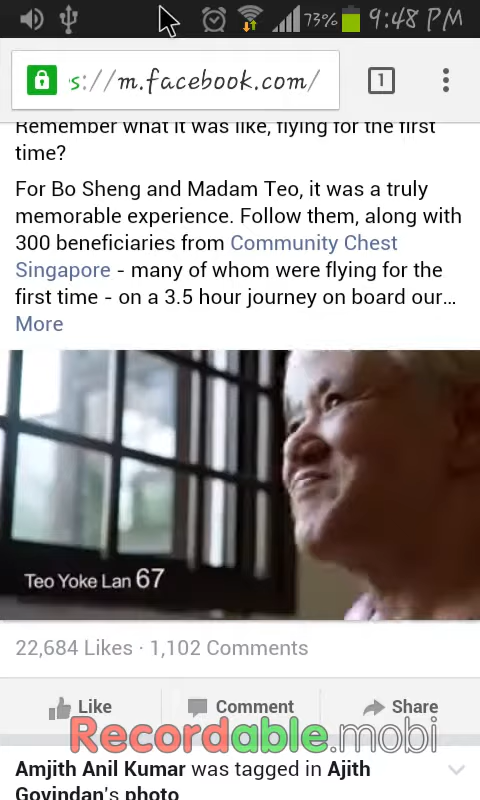 73% 9:48 PM
s://m.facebook.com/ 1
Remember what it was like, flying for the first
time?
For Bo Sheng and Madam Teo, it was a truly
memorable experience. Follow them, along with
300 beneficiaries from Community Chest
Singapore - many of whom were flying for the
first time - on a 3.5 hour journey on board our...
More
Teo Yoke Lan 67
22,684 Likes · 1,102 Comments
Like Comment Share
Recordable.mobi
Amjith Anil Kumar was tagged in Ajith
Govindan's photo